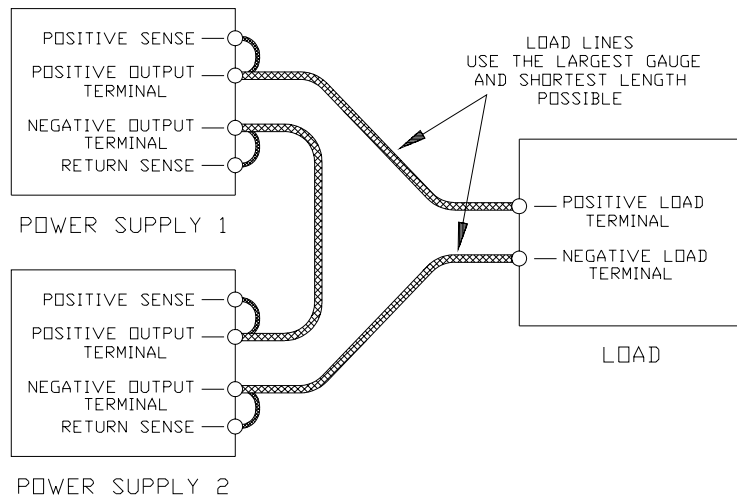 POSITIVE SENSE
POSITIVE OUTPUT
TERMINAL
NEGATIVE OUTPUT
TERMINAL
RETURN SENSE
POWER SUPPLY 1
LOAD LINES
USE THE LARGEST GAUGE
AND SHORTEST LENGTH
POSSIBLE
POSITIVE LOAD
TERMINAL
NEGATIVE LOAD
TERMINAL
LOAD
POSITIVE SENSE
POSITIVE OUTPUT
TERMINAL
NEGATIVE OUTPUT
TERMINAL
RETURN SENSE
POWER SUPPLY 2